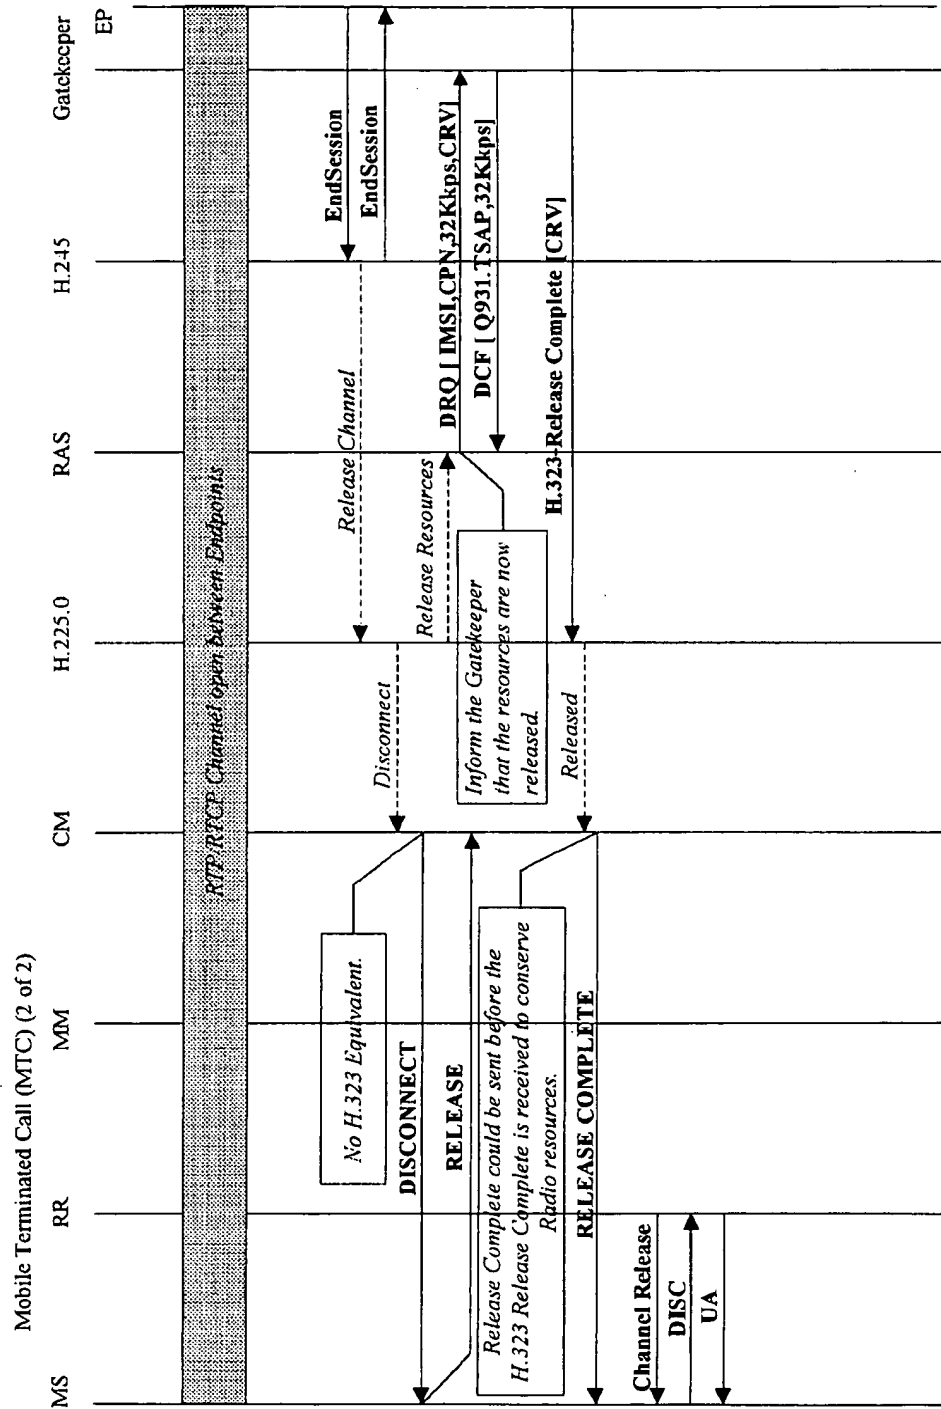 Mobile Terminated Call (MTC) (2 of 2)
MS
RR
MM
CM
H.225.0
RAS
H.245
Gatekeeper
EP
RTP/RTCP Channel open between Endpoints
EndSession
Release Channel
EndSession
Disconnect
No H.323 Equivalent.
DISCONNECT
Release Resources
DRQ [ IMSI,CPN,32Kkps,CRV]
RELEASE
DCF [ Q931.TSAP,32Kkps]
Inform the Gatekeeper
that the resources are now
released.
Release Complete could be sent before the
H.323 Release Complete is received to conserve
Radio resources.
H.323-Release Complete [CRV]
Released
RELEASE COMPLETE
Channel Release
DISC
UA